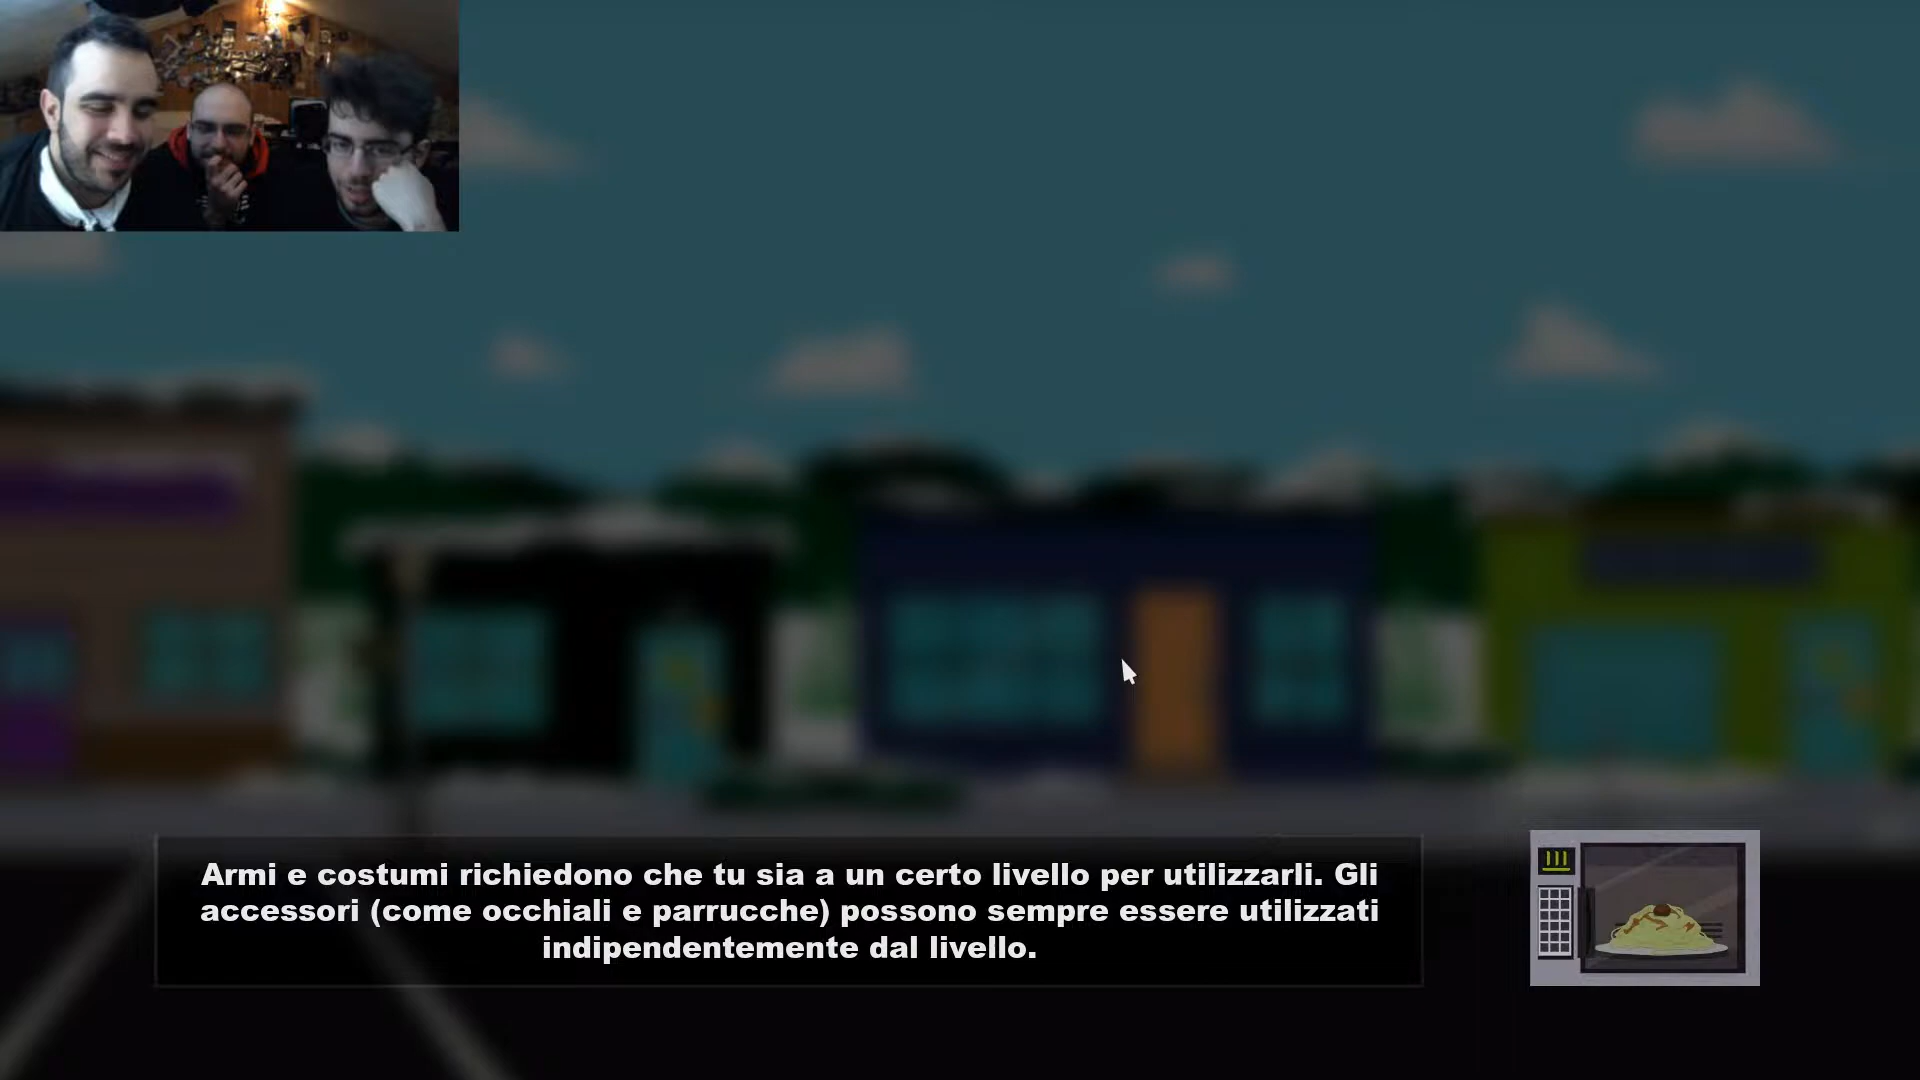 Armi e costumi richiedono che tu sia a un certo livello per utilizzarli. Gli
accessori (come occhiali e parrucche) possono sempre essere utilizzati
indipendentemente dal livello.